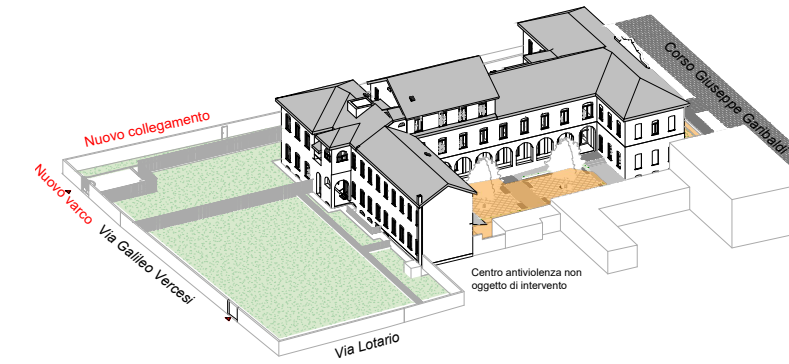 Corso Giuseppe Garibaldi
Nuovo collegamento
Nuovo varco
Via Galileo Vercesi
Centro antiviolenza non
oggetto di intervento
Via Lotario